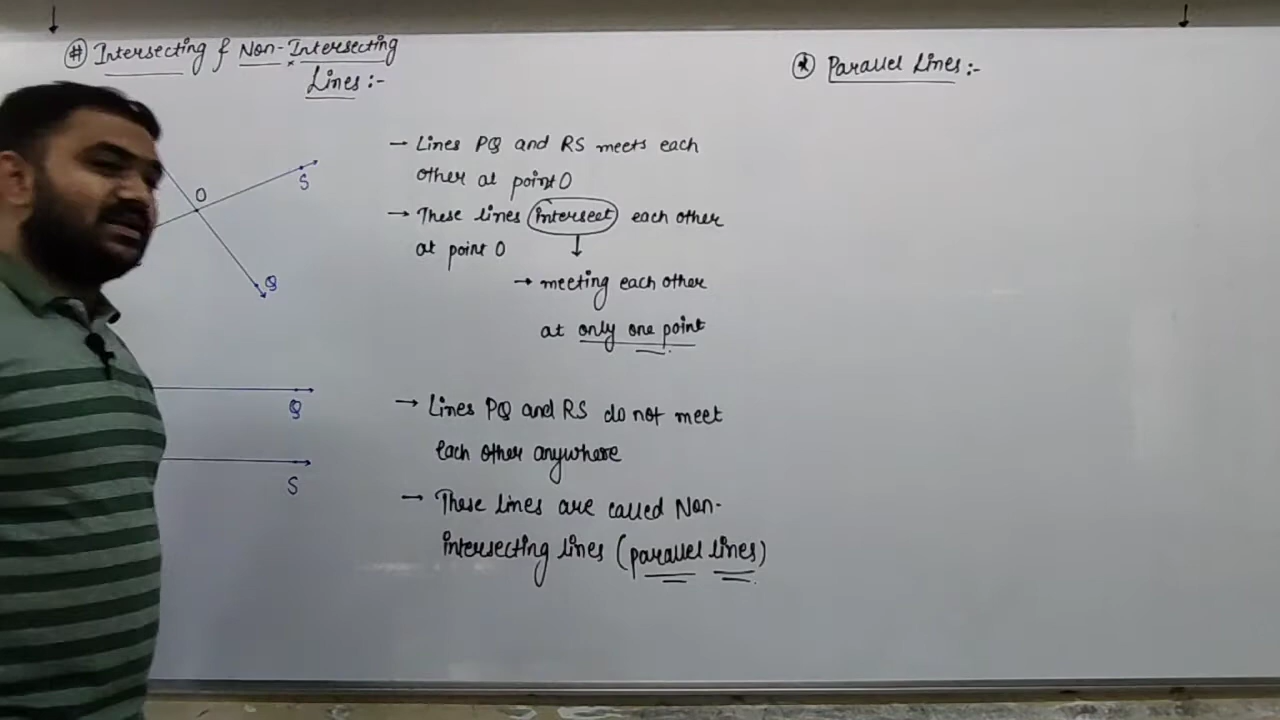 # Intersecting & Non-Intersecting
Lines:-
O
S
Q
→ Lines PQ and RS meets each
other at point O
→ These lines intersect each other
at point O
→ meeting each other
at only one point
Q
S
→ Lines PQ and RS do not meet
each other anywhere
→ These lines are called Non-
intersecting lines (parallel lines)
* Parallel Lines:-